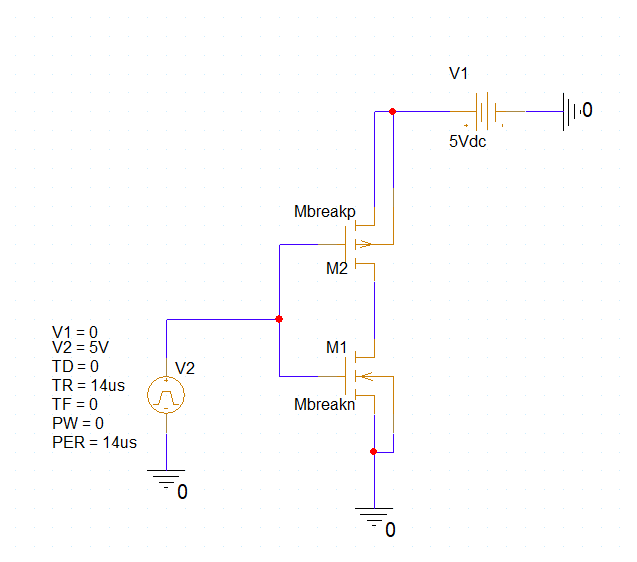 V1
0
5Vdc
Mbreakp
M2
M1
V1 = 0
V2 = 5V
TD = 0
TR = 14us
TF = 0
PW = 0
PER = 14us
V2
Mbreakn
0
0